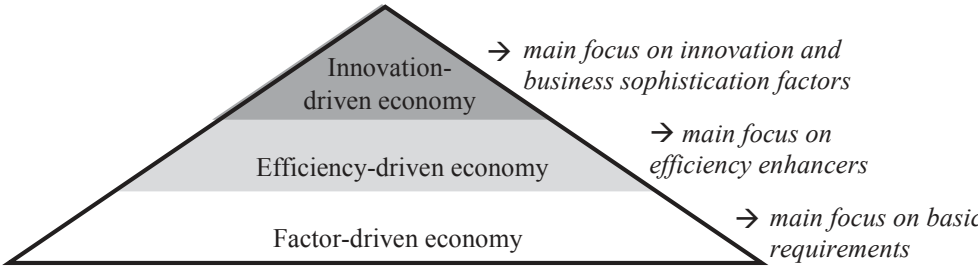 Innovation-
driven economy
→ main focus on innovation and
business sophistication factors
Efficiency-driven economy
→ main focus on
efficiency enhancers
Factor-driven economy
→ main focus on basic
requirements